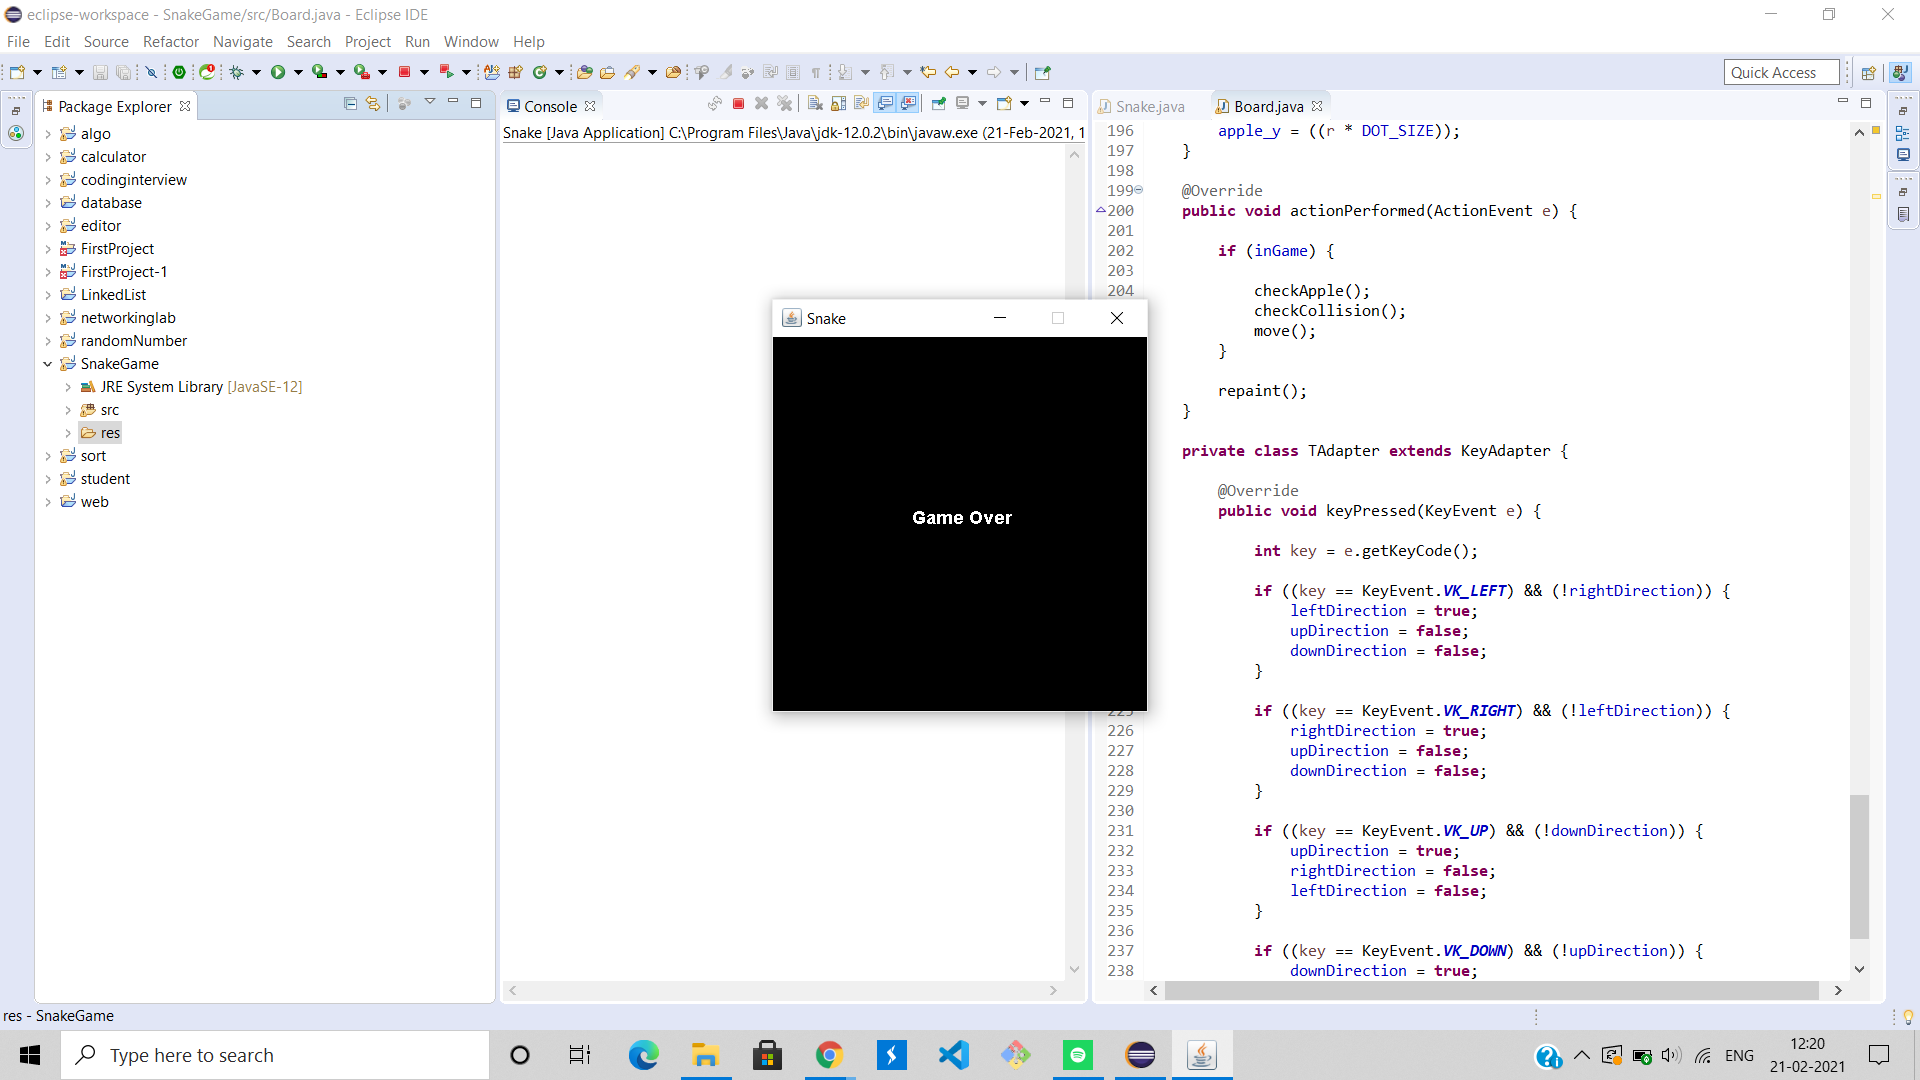 eclipse-workspace - SnakeGame/src/Board.java - Eclipse IDE
File Edit Source Refactor Navigate Search Project Run Window Help
Quick Access
Package Explorer
algo
calculator
codinginterview
database
editor
FirstProject
FirstProject-1
LinkedList
networkinglab
randomNumber
SnakeGame
JRE System Library [JavaSE-12]
src
res
sort
student
web
Console
Snake [Java Application] C:\Program Files\Java\jdk-12.0.2\bin\javaw.exe (21-Feb-2021, 1
Snake
Game Over
Snake.java Board.java
196 apple_y = ((r * DOT_SIZE));
197 }
198
199 @Override
200 public void actionPerformed(ActionEvent e) {
201
202 if (inGame) {
203
204 checkApple();
checkCollision();
move();
}
repaint();
}
private class TAdapter extends KeyAdapter {
@Override
public void keyPressed(KeyEvent e) {
int key = e.getKeyCode();
if ((key == KeyEvent.VK_LEFT) && (!rightDirection)) {
leftDirection = true;
upDirection = false;
downDirection = false;
}
225 if ((key == KeyEvent.VK_RIGHT) && (!leftDirection)) {
226 rightDirection = true;
227 upDirection = false;
228 downDirection = false;
229 }
230
231 if ((key == KeyEvent.VK_UP) && (!downDirection)) {
232 upDirection = true;
233 rightDirection = false;
234 leftDirection = false;
235 }
236
237 if ((key == KeyEvent.VK_DOWN) && (!upDirection)) {
238 downDirection = true;
res - SnakeGame
Type here to search
ENG
12:20
21-02-2021